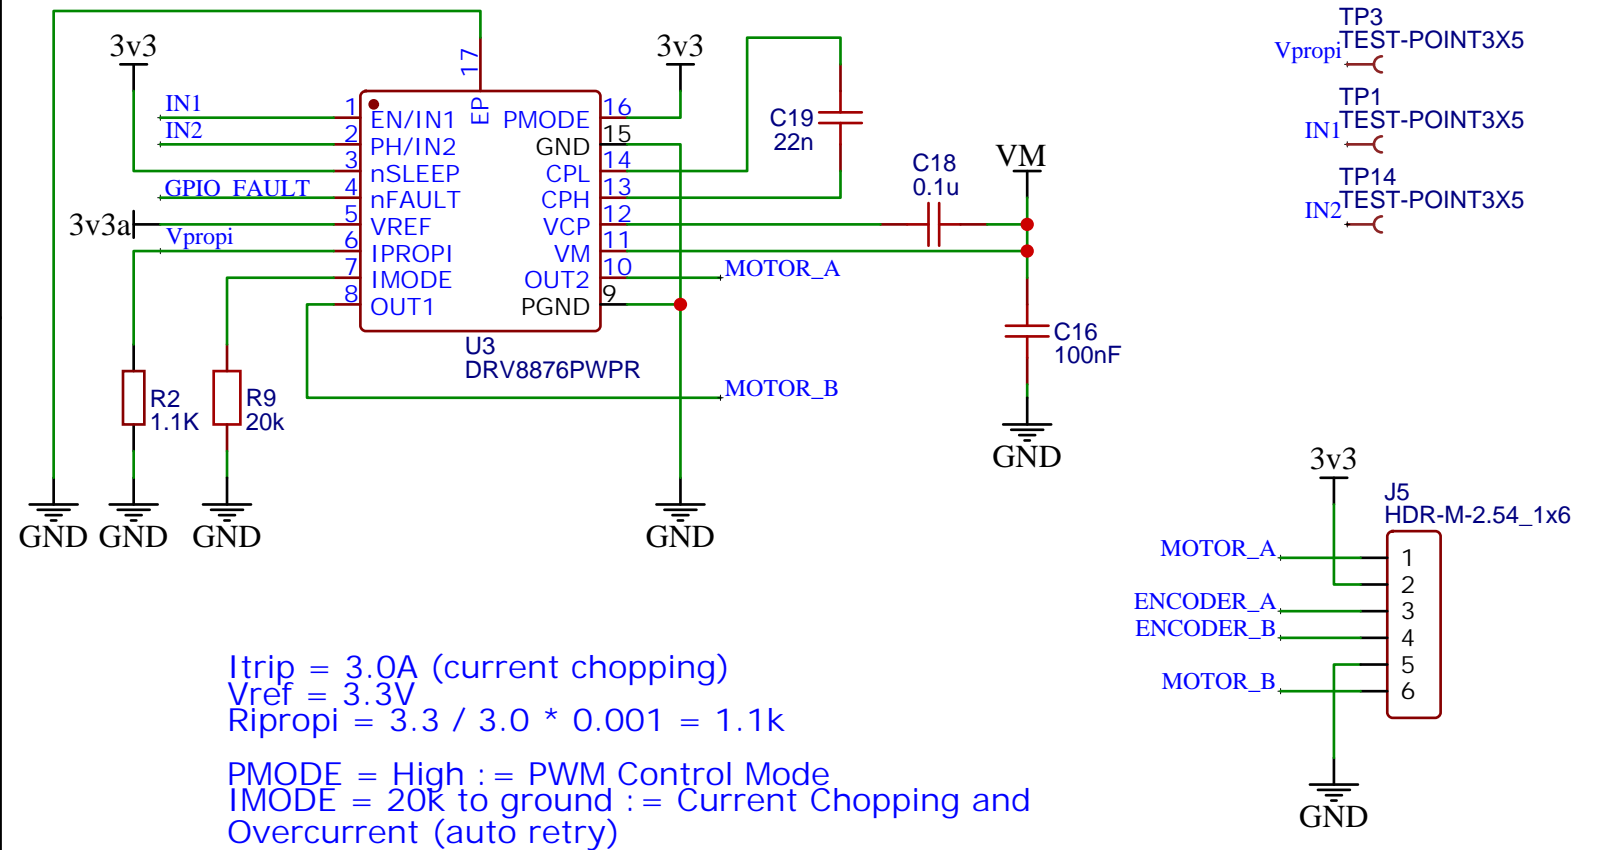 3v3
IN1
IN2
GPIO_FAULT
3v3a
Vpropi
17
EP
1
2
3
4
5
6
7
8
EN/IN1
PH/IN2
nSLEEP
nFAULT
VREF
IPROPI
IMODE
OUT1
PMODE
GND
CPL
CPH
VCP
VM
OUT2
PGND
16
15
14
13
12
11
10
9
U3
DRV8876PWPR
3v3
C19
22n
C18
0.1u
VM
C16
100nF
GND
MOTOR_A
MOTOR_B
R2
1.1K
R9
20k
GND
GND
GND
GND
TP3
TEST-POINT3X5
Vpropi
TP1
TEST-POINT3X5
IN1
TP14
TEST-POINT3X5
IN2
3v3
J5
HDR-M-2.54_1x6
MOTOR_A
ENCODER_A
ENCODER_B
MOTOR_B
1
2
3
4
5
6
GND
Itrip = 3.0A (current chopping)
Vref = 3.3V
Ripropi = 3.3 / 3.0 * 0.001 = 1.1k
PMODE = High := PWM Control Mode
IMODE = 20k to ground := Current Chopping and
Overcurrent (auto retry)